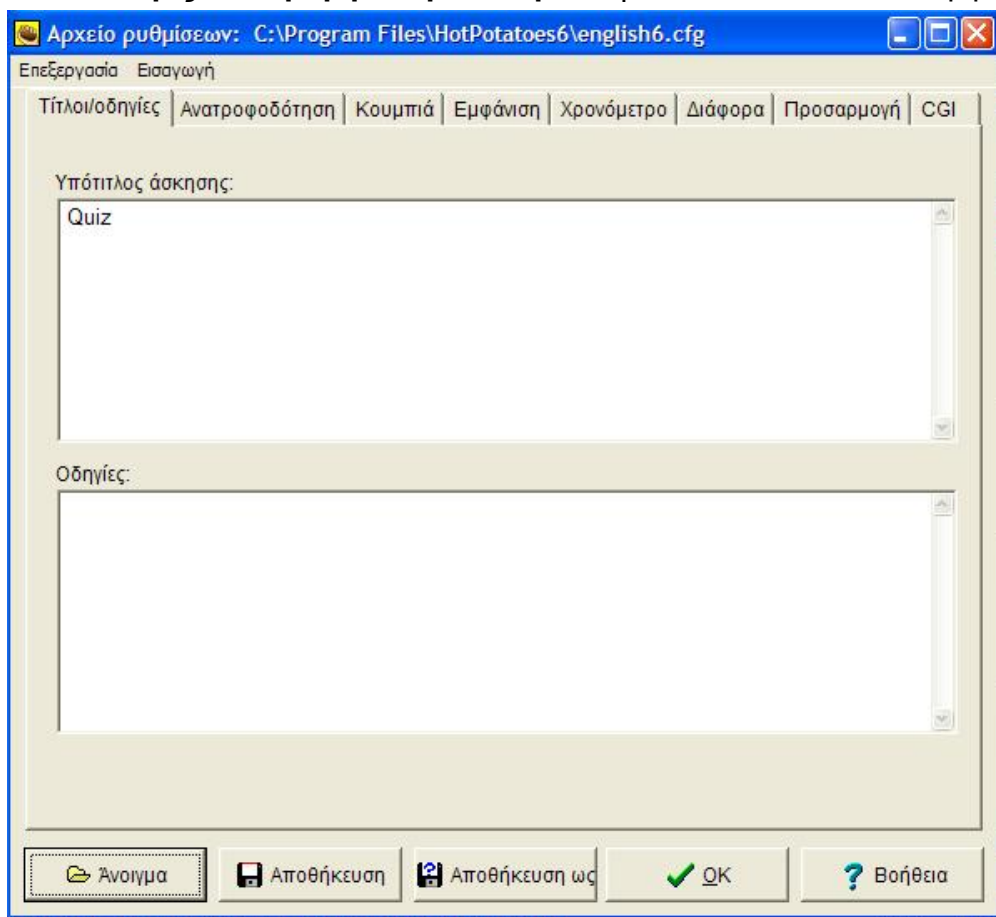 Αρχείο ρυθμίσεων: C:\Program Files\HotPotatoes6\english6.cfg
Επεξεργασία Εισαγωγή
Τίτλοι/οδηγίες Ανατροφοδότηση Κουμπιά Εμφάνιση Χρονόμετρο Διάφορα Προσαρμογή CGI
Υπότιτλος άσκησης:
Quiz
Οδηγίες:
Άνοιγμα Αποθήκευση Αποθήκευση ως OK Βοήθεια